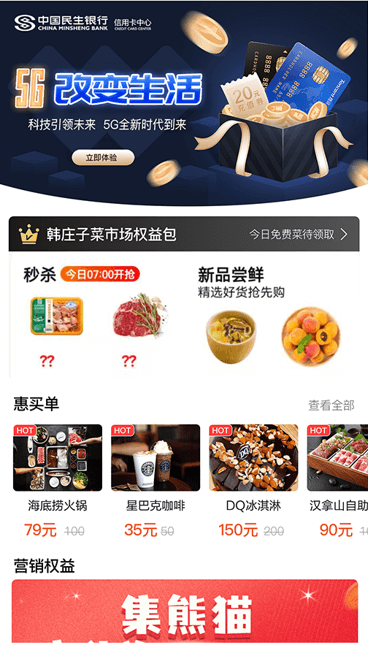 中国民生银行 信用卡中心
CHINA MINSHENG BANK CREDIT CARD CENTER
5G 改变生活
科技引领未来 5G全新时代到来
立即体验
20元
韩庄子菜市场权益包 今日免费菜待领取
秒杀 今日07:00开抢
新品尝鲜
精选好货抢先购
?? ??
惠买单 查看全部
HOT HOT HOT HOT
海底捞火锅 星巴克咖啡 DQ冰淇淋 汉拿山自助
79元 100 35元 50 150元 200 90元
营销权益
集熊猫